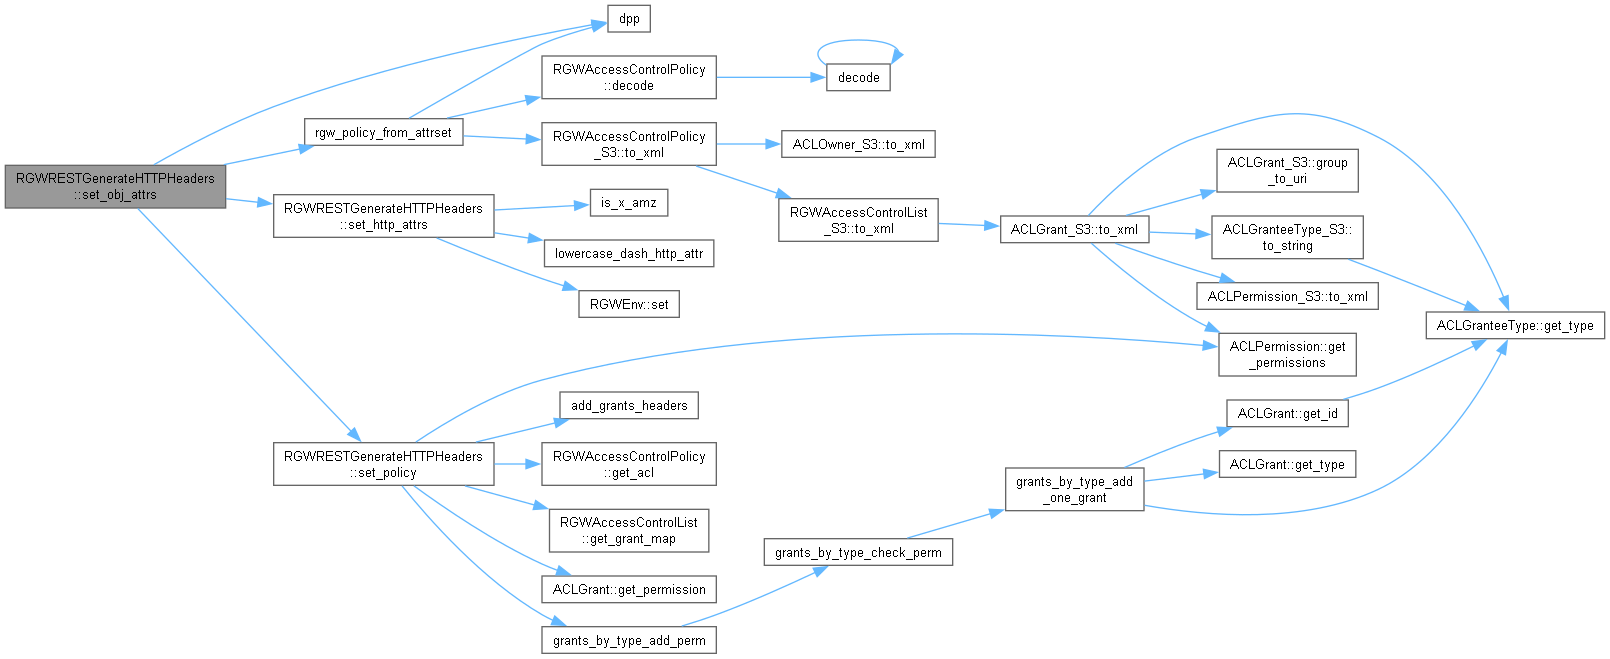 RGWRESTGenerateHTTPHeaders
::set_obj_attrs
dpp
rgw_policy_from_attrset
RGWAccessControlPolicy
::decode
decode
RGWAccessControlPolicy
_S3::to_xml
ACLOwner_S3::to_xml
RGWAccessControlList
_S3::to_xml
ACLGrant_S3::to_xml
ACLGrant_S3::group
_to_uri
ACLGranteeType_S3::
to_string
ACLPermission_S3::to_xml
ACLPermission::get
_permissions
ACLGranteeType::get_type
RGWRESTGenerateHTTPHeaders
::set_http_attrs
is_x_amz
lowercase_dash_http_attr
RGWEnv::set
RGWRESTGenerateHTTPHeaders
::set_policy
add_grants_headers
RGWAccessControlPolicy
::get_acl
RGWAccessControlList
::get_grant_map
ACLGrant::get_permission
grants_by_type_add_perm
grants_by_type_check_perm
grants_by_type_add
_one_grant
ACLGrant::get_id
ACLGrant::get_type